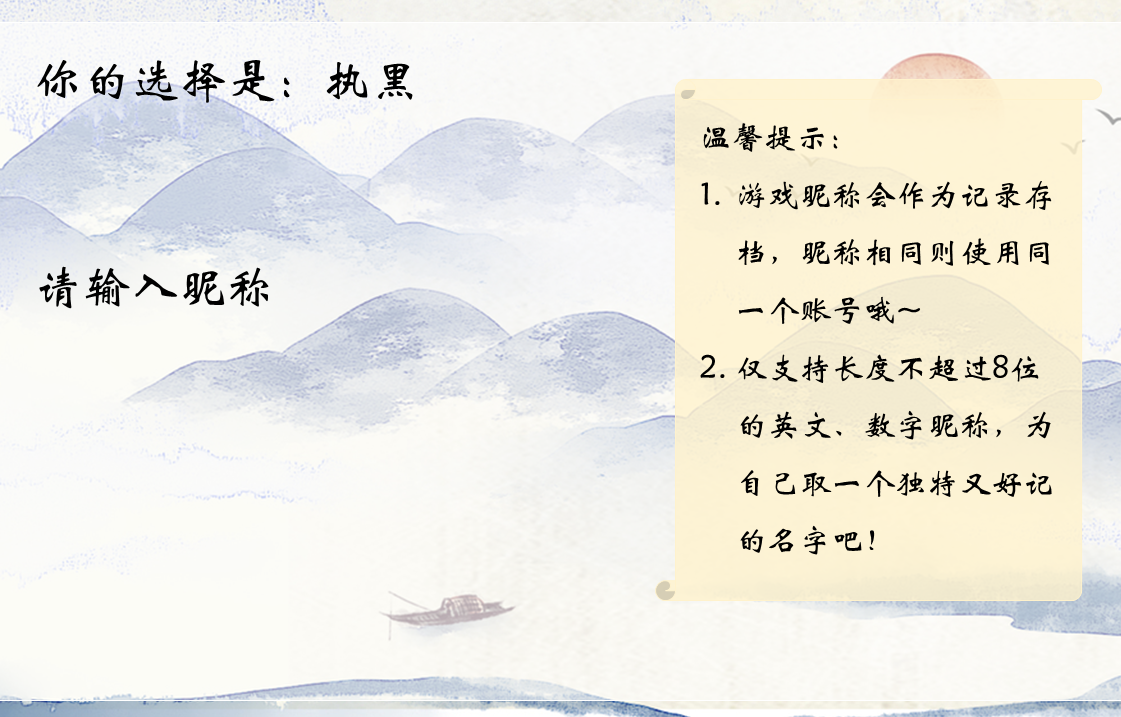 你的选择是：执黑
请输入昵称
温馨提示：
1. 游戏昵称会作为记录存
档，昵称相同则使用同
一个账号哦~
2. 仅支持长度不超过8位
的英文、数字昵称，为
自己取一个独特又好记
的名字吧！